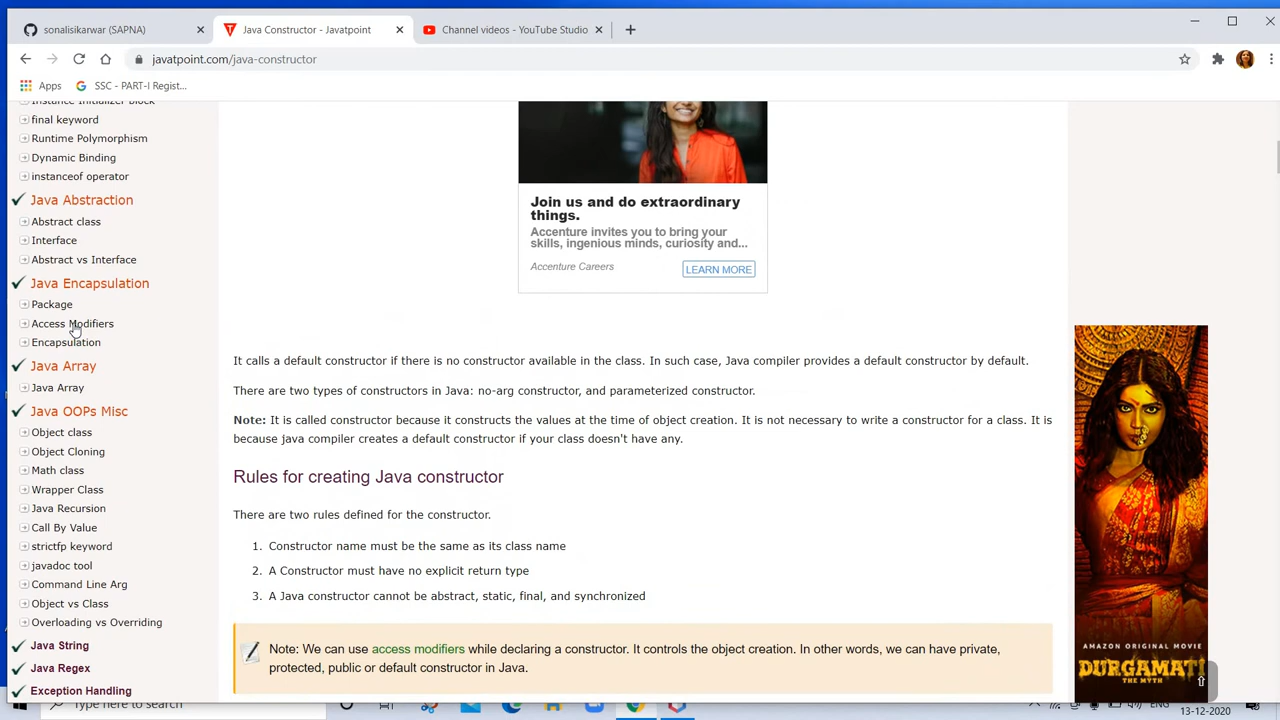 sonalisikarwar (SAPNA)
Java Constructor - Javatpoint
Channel videos - YouTube Studio
javatpoint.com/java-constructor
Apps
SSC - PART-I Regist...
Instance Initializer block
final keyword
Runtime Polymorphism
Dynamic Binding
instanceof operator
Java Abstraction
Abstract class
Interface
Abstract vs Interface
Java Encapsulation
Package
Access Modifiers
Encapsulation
Java Array
Java Array
Java OOPs Misc
Object class
Object Cloning
Math class
Wrapper Class
Java Recursion
Call By Value
strictfp keyword
javadoc tool
Command Line Arg
Object vs Class
Overloading vs Overriding
Java String
Java Regex
Exception Handling
Join us and do extraordinary
things.
Accenture invites you to bring your
skills, ingenious minds, curiosity and...
Accenture Careers
LEARN MORE
It calls a default constructor if there is no constructor available in the class. In such case, Java compiler provides a default constructor by default.
There are two types of constructors in Java: no-arg constructor, and parameterized constructor.
Note: It is called constructor because it constructs the values at the time of object creation. It is not necessary to write a constructor for a class. It is
because java compiler creates a default constructor if your class doesn't have any.
Rules for creating Java constructor
There are two rules defined for the constructor.
1. Constructor name must be the same as its class name
2. A Constructor must have no explicit return type
3. A Java constructor cannot be abstract, static, final, and synchronized
Note: We can use access modifiers while declaring a constructor. It controls the object creation. In other words, we can have private,
protected, public or default constructor in Java.
AMAZON ORIGINAL MOVIE
DURGAMATI
THE MYTH
Type here to search
ENG
13-12-2020